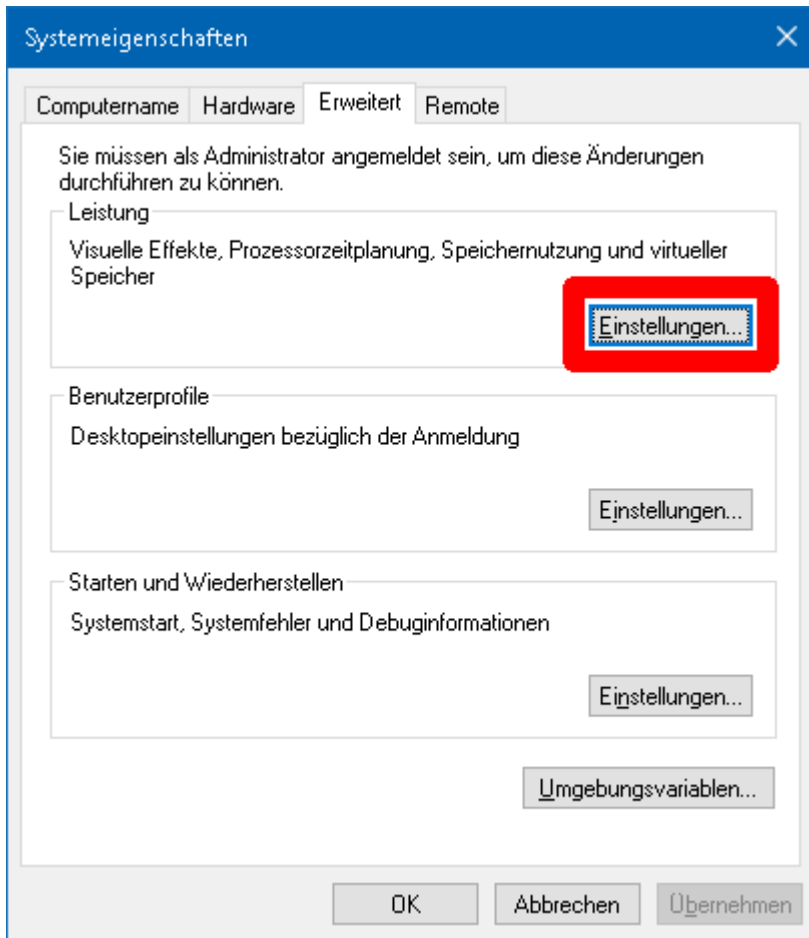 Systemeigenschaften
Computername Hardware Erweitert Remote
Sie müssen als Administrator angemeldet sein, um diese Änderungen
durchführen zu können.
Leistung
Visuelle Effekte, Prozessorzeitplanung, Speichernutzung und virtueller
Speicher
Einstellungen...
Benutzerprofile
Desktopeinstellungen bezüglich der Anmeldung
Einstellungen...
Starten und Wiederherstellen
Systemstart, Systemfehler und Debuginformationen
Einstellungen...
Umgebungsvariablen...
OK Abbrechen Übernehmen